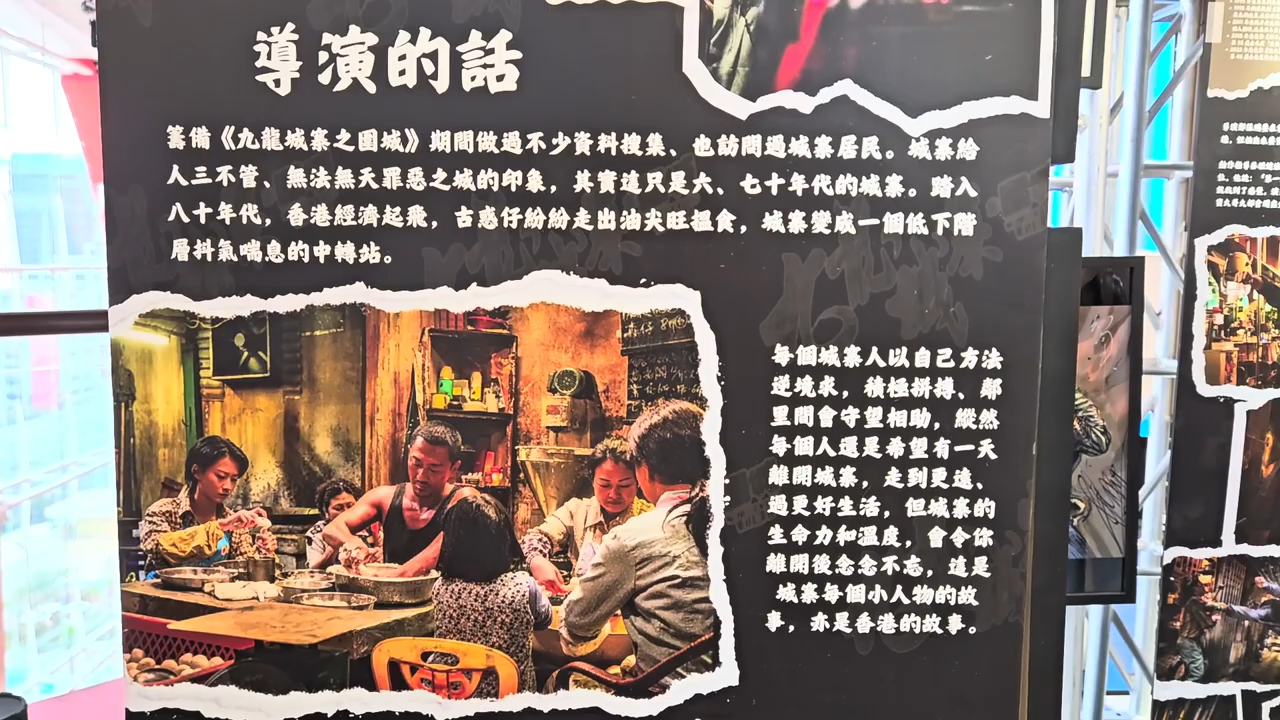 導演的話
籌備《九龍城寨之圍城》期間做過不少資料搜集、也訪問過城寨居民。城寨給
人三不管、無法無天罪惡之城的印象，其實這只是六、七十年代的城寨。踏入
八十年代，香港經濟起飛，古惑仔紛紛走出油尖旺搵食，城寨變成一個低下階
層抖氣喘息的中轉站。
每個城寨人以自己方法
逆境求，積極拼搏、鄰
里間會守望相助，縱然
每個人還是希望有一天
離開城寨，走到更遠、
過更好生活，但城寨的
生命力和溫度，會令你
離開後念念不忘，這是
城寨每個小人物的故
事，亦是香港的故事。